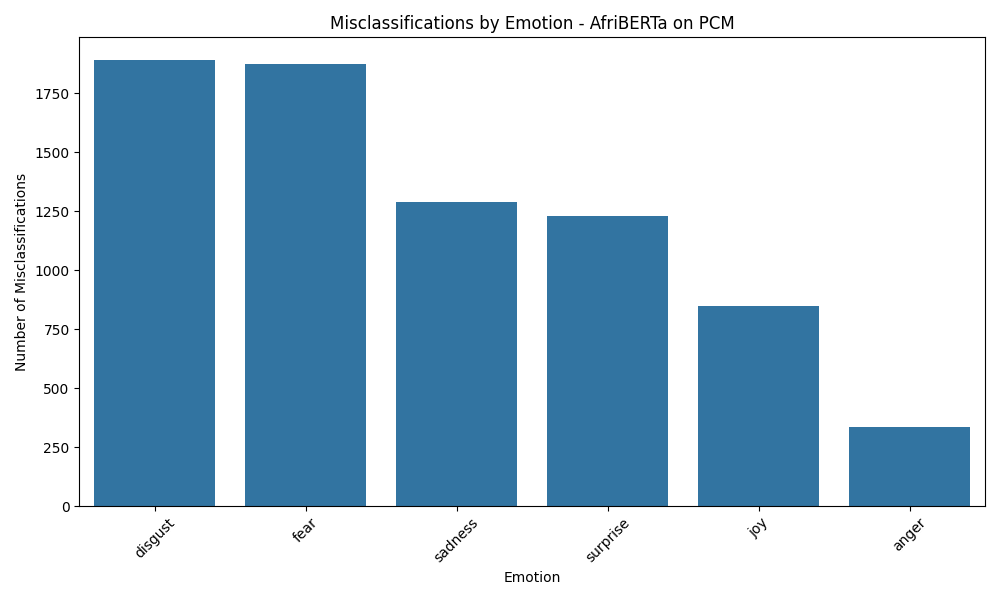 Misclassifications by Emotion - AfriBERTa on PCM
Number of Misclassifications
1750
1500
1250
1000
750
500
250
0
disgust
fear
sadness
surprise
joy
anger
Emotion